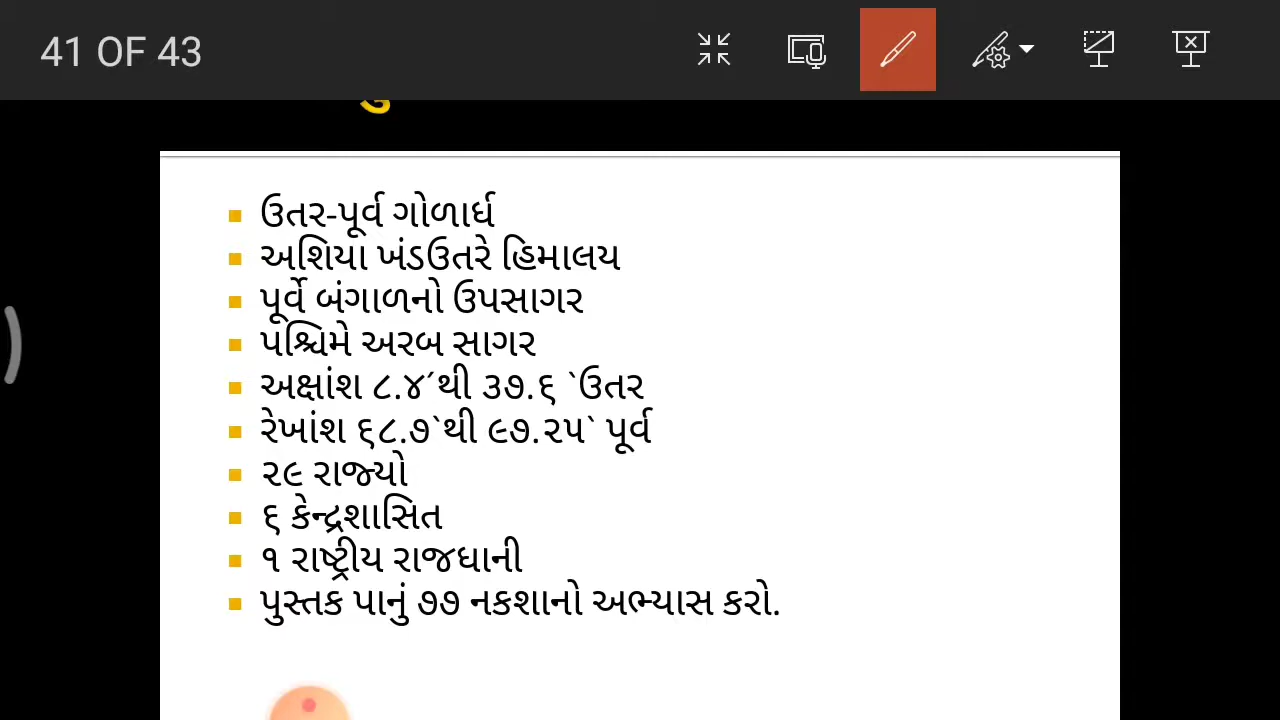 41 OF 43
ઉતર-પૂર્વ ગોળાર્ધ
અશિયા ખંડઉતરે હિમાલય
પૂર્વે બંગાળનો ઉપસાગર
પશ્ચિમે અરબ સાગર
અક્ષાંશ ૮.૪´થી ૩૭.૬ `ઉતર
રેખાંશ ૬૮.૭`થી ૯૭.૨૫` પૂર્વ
૨૯ રાજ્યો
૬ કેન્દ્રશાસિત
૧ રાષ્ટ્રીય રાજધાની
પુસ્તક પાનું ૭૭ નકશાનો અભ્યાસ કરો.